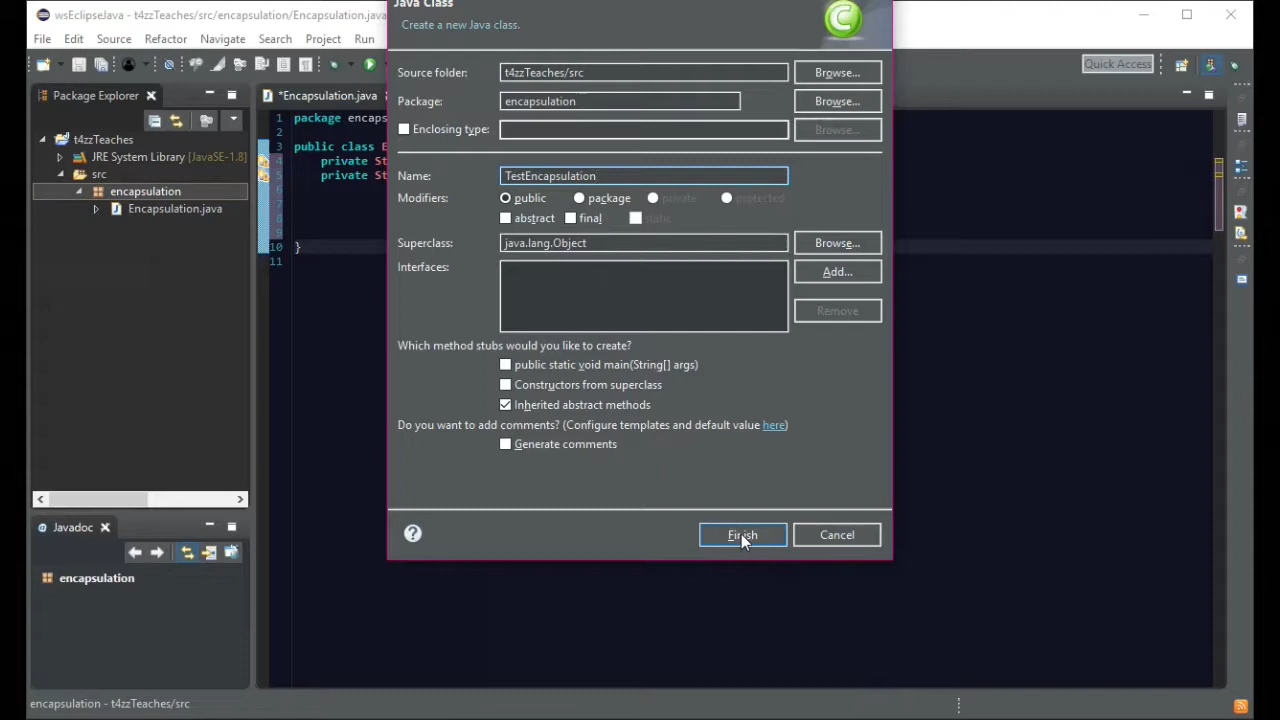 wsEclipseJava - t4zzTeaches/src/encapsulation/Encapsulation.java
Java Class
Create a new Java class.
File Edit Source Refactor Navigate Search Project Run
Quick Access
Package Explorer
t4zzTeaches
JRE System Library [JavaSE-1.8]
src
encapsulation
Encapsulation.java
*Encapsulation.java
1 package encaps
2
3 public class E
4 private St
5 private St
6
7
8
9
10 }
11
Source folder: t4zzTeaches/src Browse...
Package: encapsulation Browse...
Enclosing type: Browse...
Name: TestEncapsulation
Modifiers: public package private protected
abstract final static
Superclass: java.lang.Object Browse...
Interfaces: Add...
Remove
Which method stubs would you like to create?
public static void main(String[] args)
Constructors from superclass
Inherited abstract methods
Do you want to add comments? (Configure templates and default value here)
Generate comments
Finish Cancel
Javadoc
encapsulation
encapsulation - t4zzTeaches/src